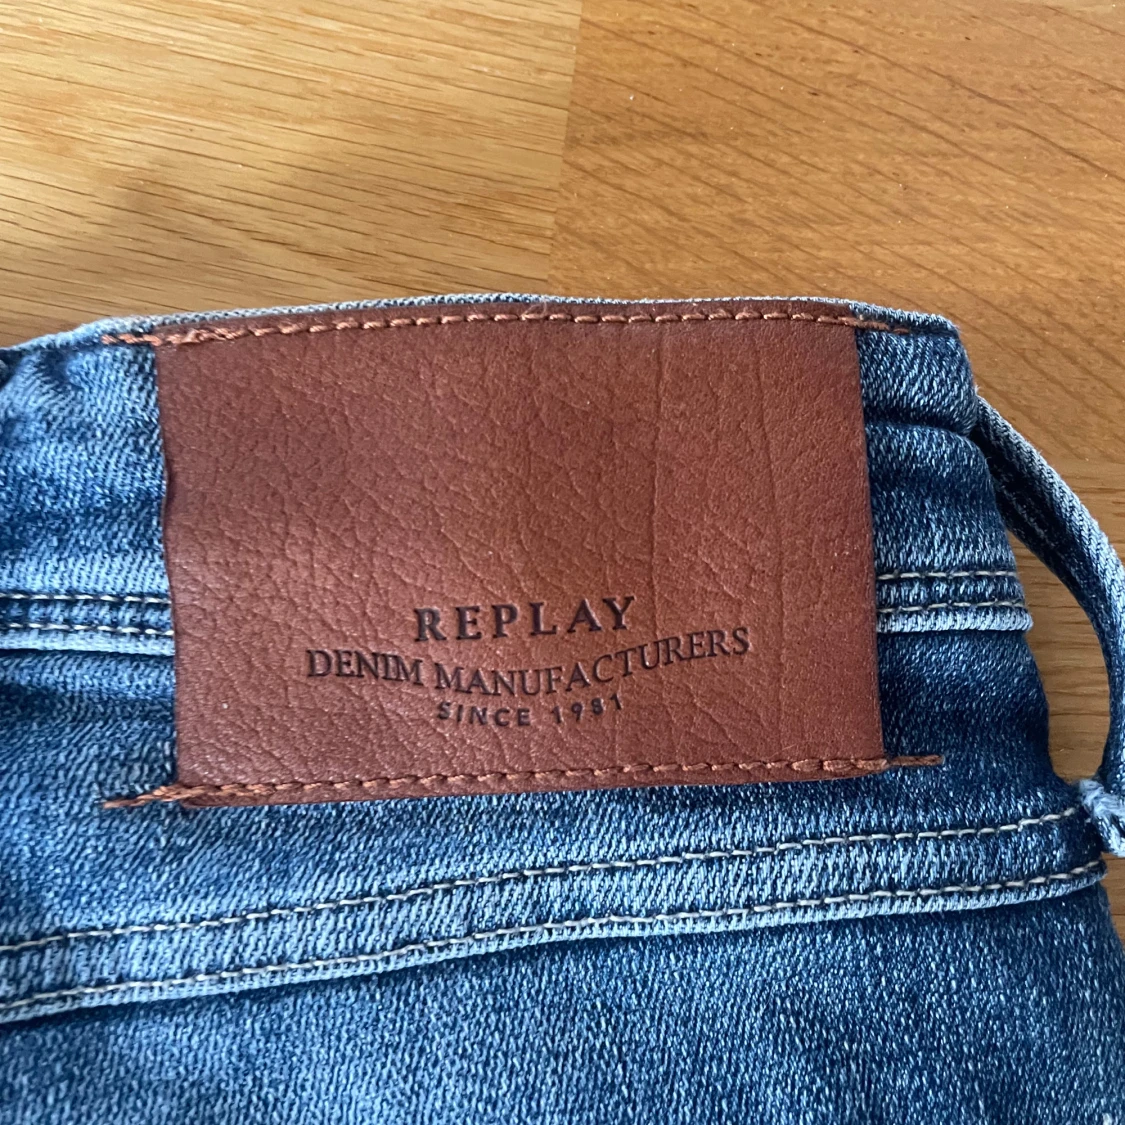 REPLAY
DENIM MANUFACTURERS
SINCE 1981